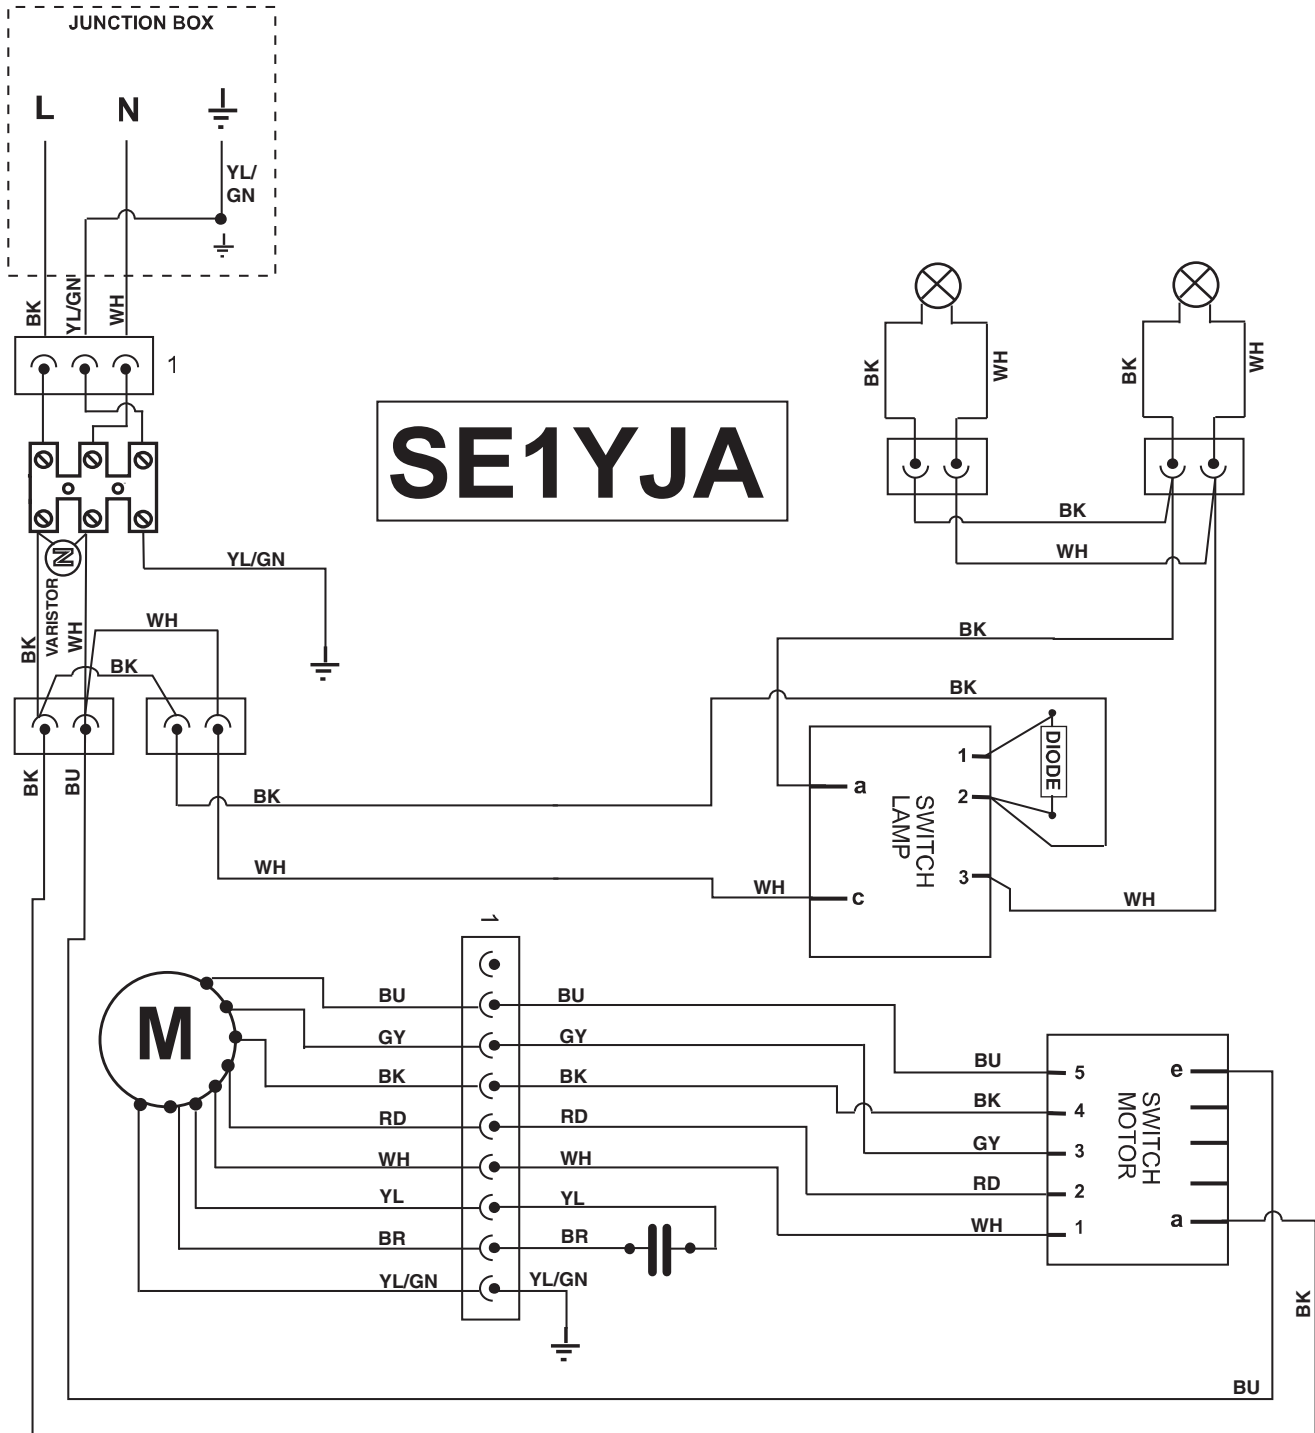 JUNCTION BOX
L
N
YL/
GN
BK
YL/GN
WH
1
BK
WH
BK
WH
SE1YJA
BK
WH
YL/GN
VARISTOR
BK
WH
WH
BK
BK
BK
BK
BU
DIODE
1
2
3
a
c
SWITCH
LAMP
BK
WH
WH
WH
1
M
BU
BU
GY
GY
BK
BK
RD
RD
WH
WH
YL
YL
BR
BR
YL/GN
YL/GN
BU
5
e
BK
4
GY
3
RD
2
WH
1
a
SWITCH
MOTOR
BK
BU